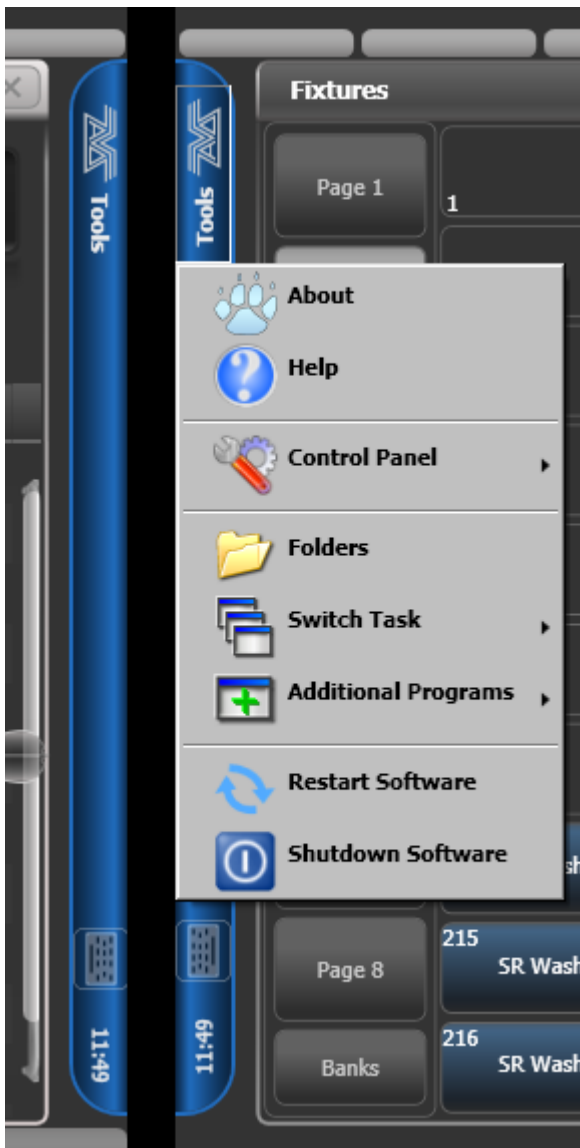 Tools
11:49
Tools
11:49
Fixtures
Page 1
1
About
Help
Control Panel
Folders
Switch Task
Additional Programs
Restart Software
Shutdown Software
Page 8
215
SR Wash
Banks
216
SR Wash